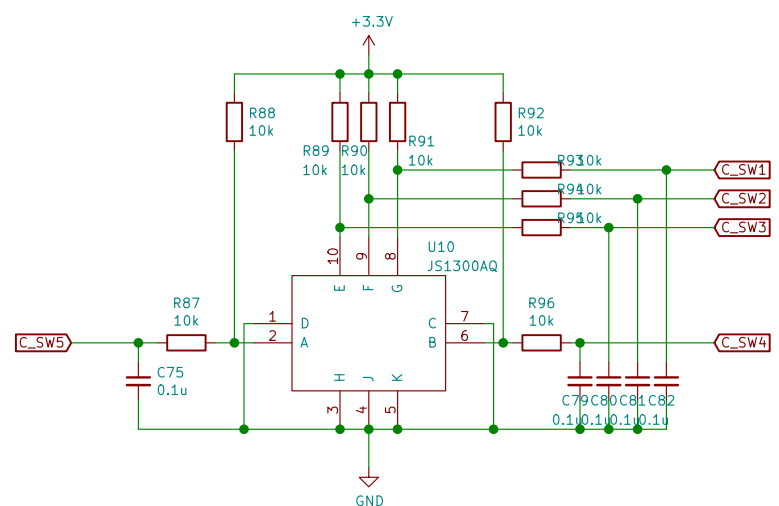 +3.3V
R88
10k
R92
10k
R89
10k
R90
10k
R91
10k
R93
10k
C_SW1
R94
10k
C_SW2
R95
10k
C_SW3
U10
JS1300AQ
10
9
8
E
F
G
R87
10k
1
D
C
7
R96
10k
C_SW5
2
A
B
6
C_SW4
C75
0.1u
H
J
K
3
4
5
C79
C80
C81
C82
0.1u
0.1u
0.1u
0.1u
GND